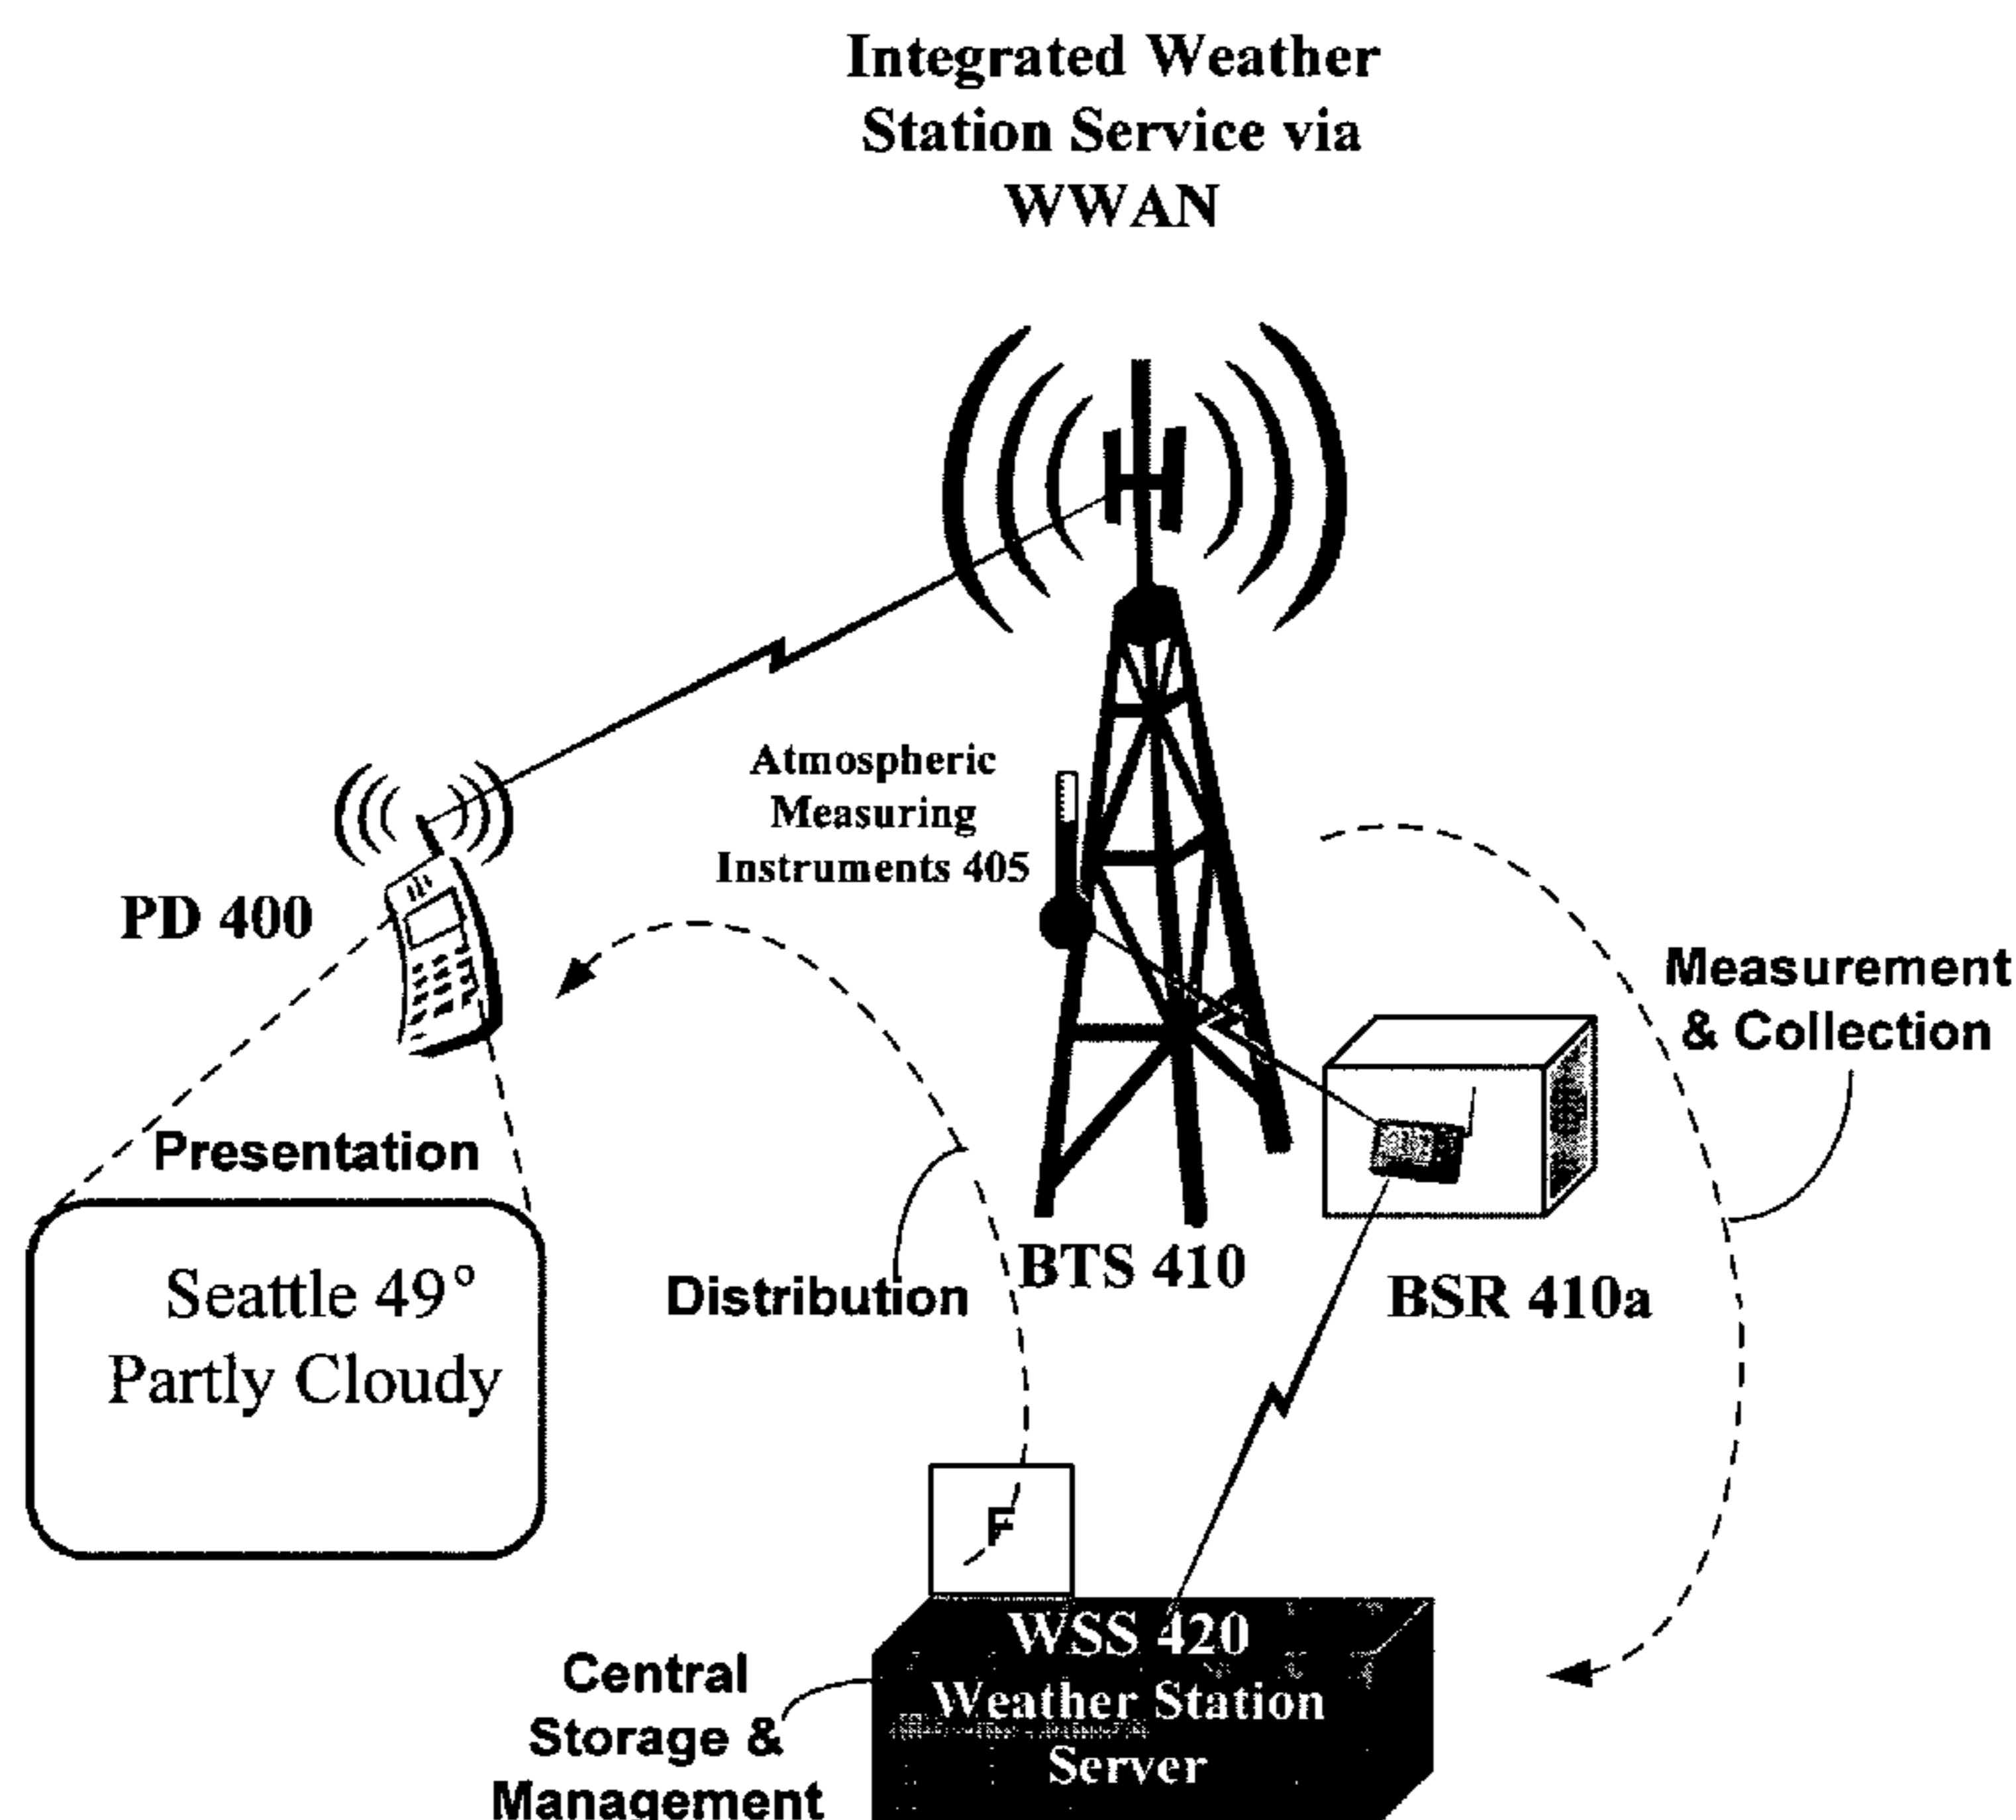 Integrated Weather
Station Service via
WWAN
Atmospheric
Measuring
Instruments 405
PD 400
Measurement
& Collection
Presentation
Seattle 49°
Partly Cloudy
Distribution
BTS 410
BSR 410a
F
WSS 420
Weather Station
Server
Central
Storage &
Management